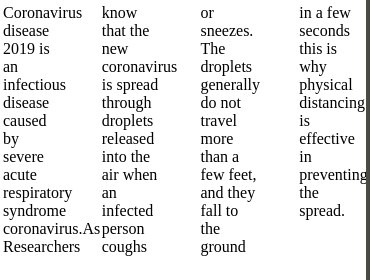 Coronavirus
disease
2019 is
an
infectious
disease
caused
by
severe
acute
respiratory
syndrome
coronavirus.As
Researchers
know
that the
new
coronavirus
is spread
through
droplets
released
into the
air when
an
infected
person
coughs
or
sneezes.
The
droplets
generally
do not
travel
more
than a
few feet,
and they
fall to
the
ground
in a few
seconds
this is
why
physical
distancing
is
effective
in
preventing
the
spread.